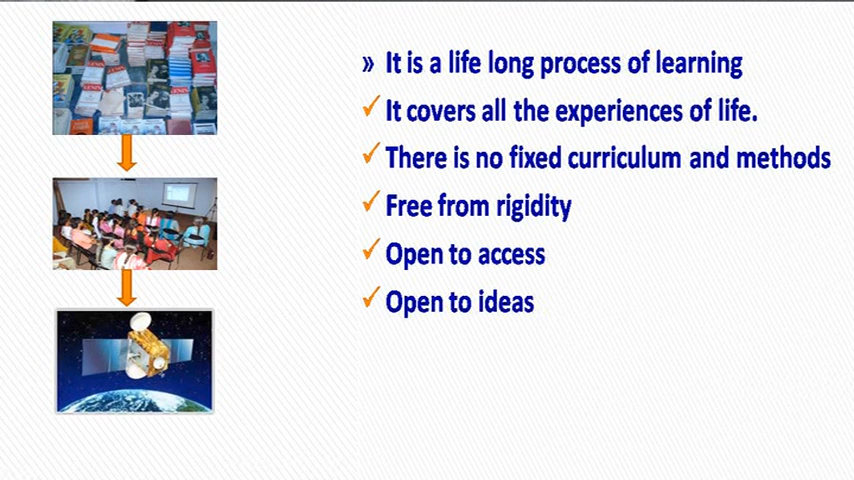 » It is a life long process of learning
✓ It covers all the experiences of life.
✓ There is no fixed curriculum and methods
✓ Free from rigidity
✓ Open to access
✓ Open to ideas